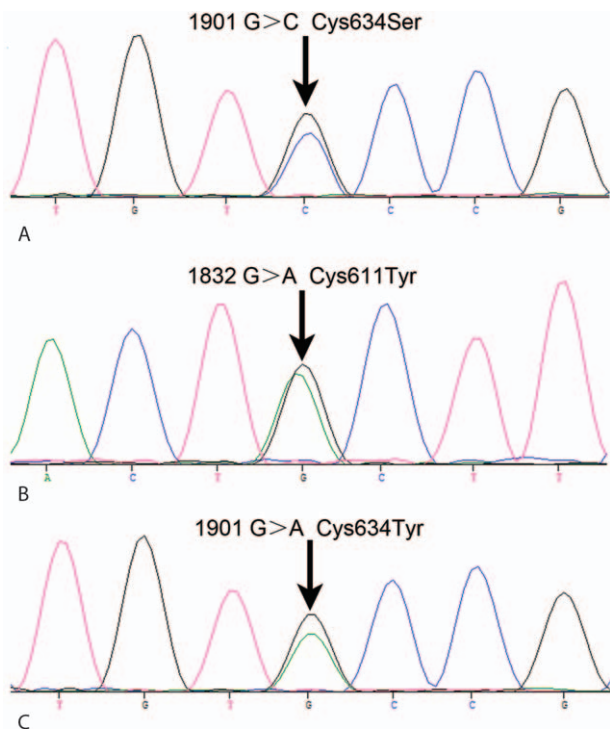 1901 G>C Cys634Ser
T G T C C C G
A
1832 G>A Cys611Tyr
A C T G C T T
B
1901 G>A Cys634Tyr
T G T G C C G
C